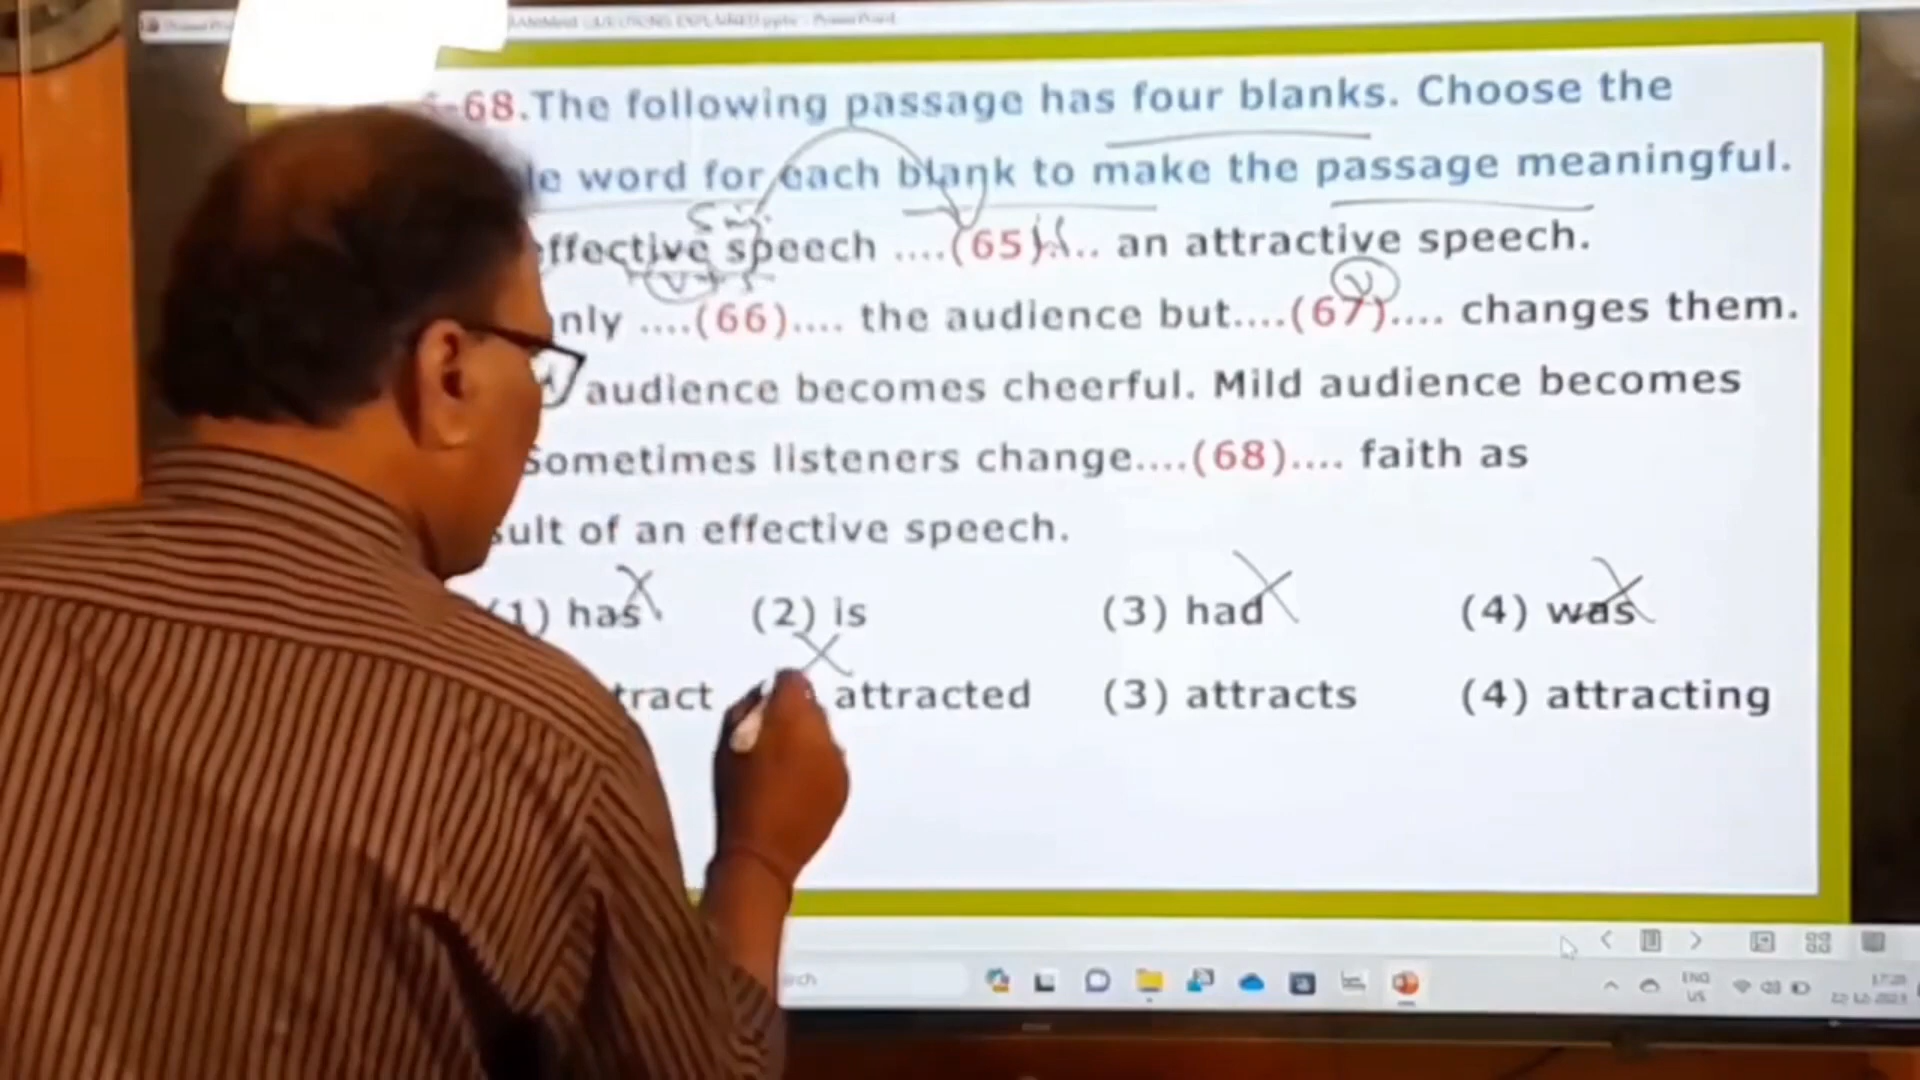 -68.The following passage has four blanks. Choose the
le word for each blank to make the passage meaningful.
ffective speech ....(65).... an attractive speech.
nly ....(66).... the audience but....(67).... changes them.
audience becomes cheerful. Mild audience becomes
Sometimes listeners change....(68).... faith as
sult of an effective speech.
(1) has (2) is (3) had (4) was
tract attracted (3) attracts (4) attracting
ENG
US